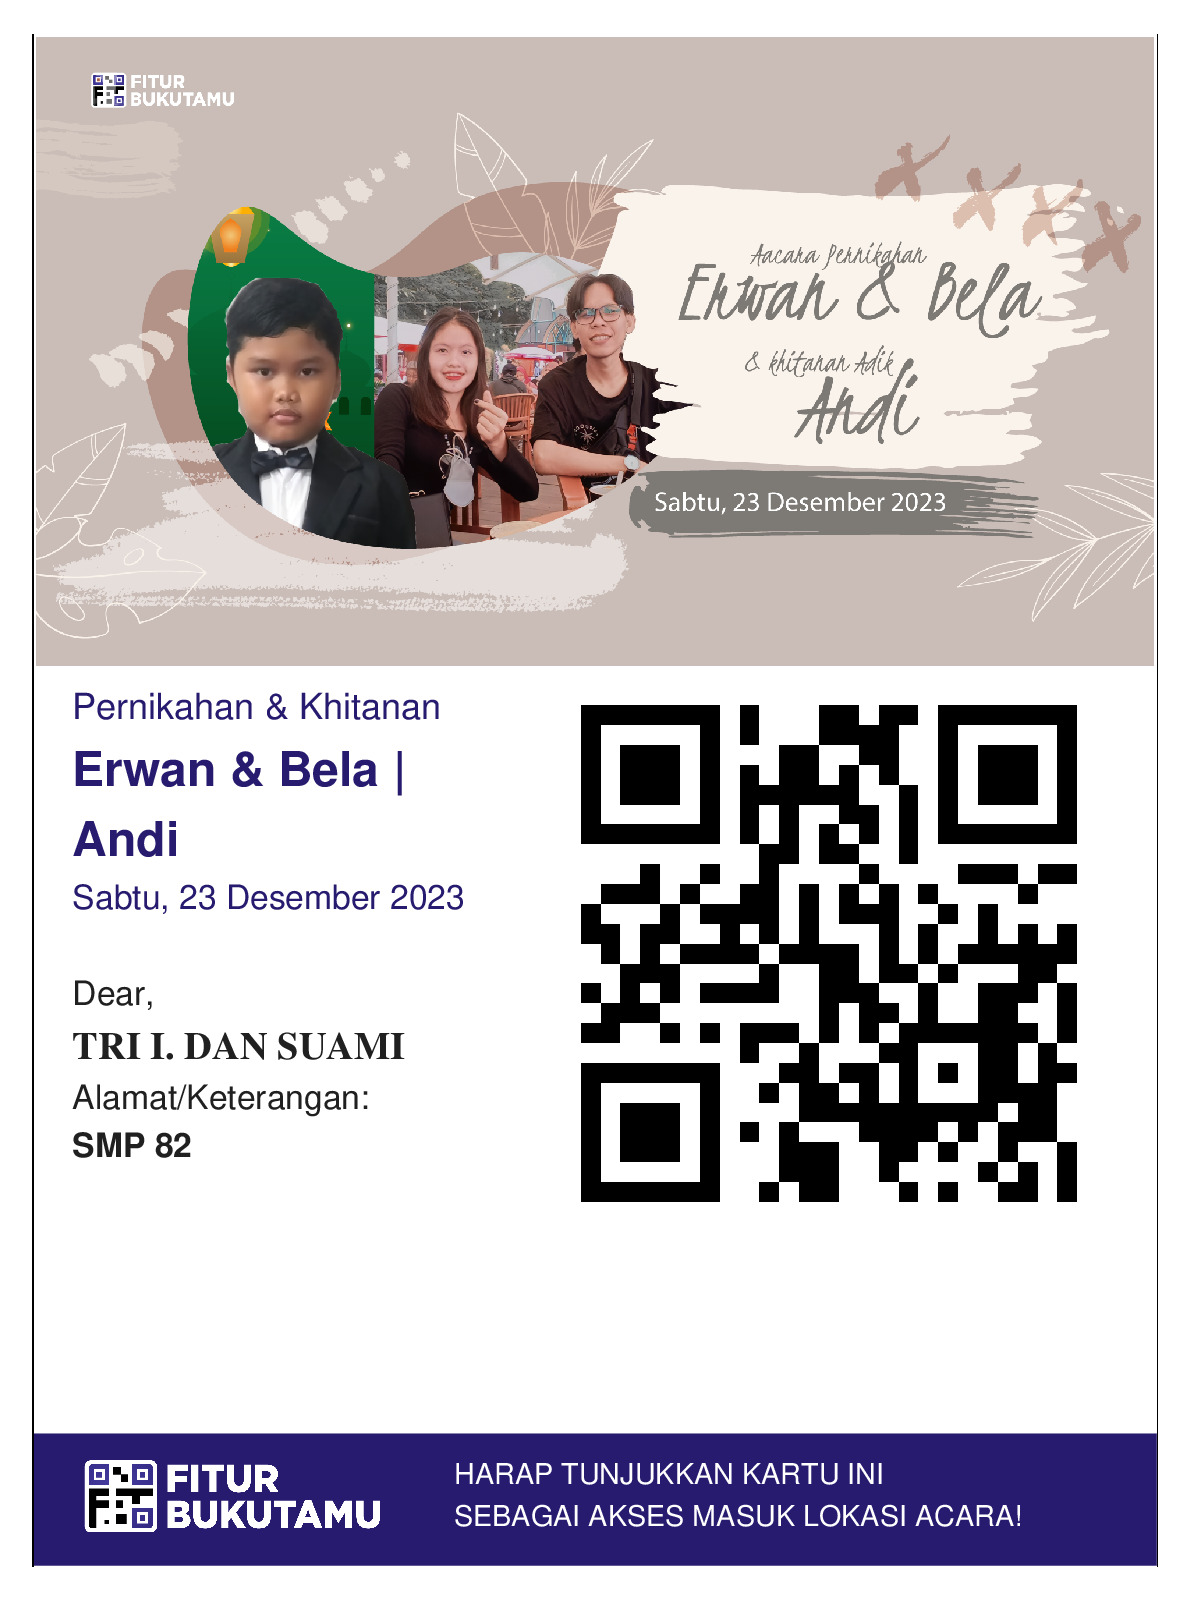 FITUR
BUKUTAMU
Aacara Pernikahan
Erwan & Bela
& khitanan Adik
Andi
Sabtu, 23 Desember 2023
Pernikahan & Khitanan
Erwan & Bela |
Andi
Sabtu, 23 Desember 2023
Dear,
TRI I. DAN SUAMI
Alamat/Keterangan:
SMP 82
FITUR
BUKUTAMU
HARAP TUNJUKKAN KARTU INI
SEBAGAI AKSES MASUK LOKASI ACARA!